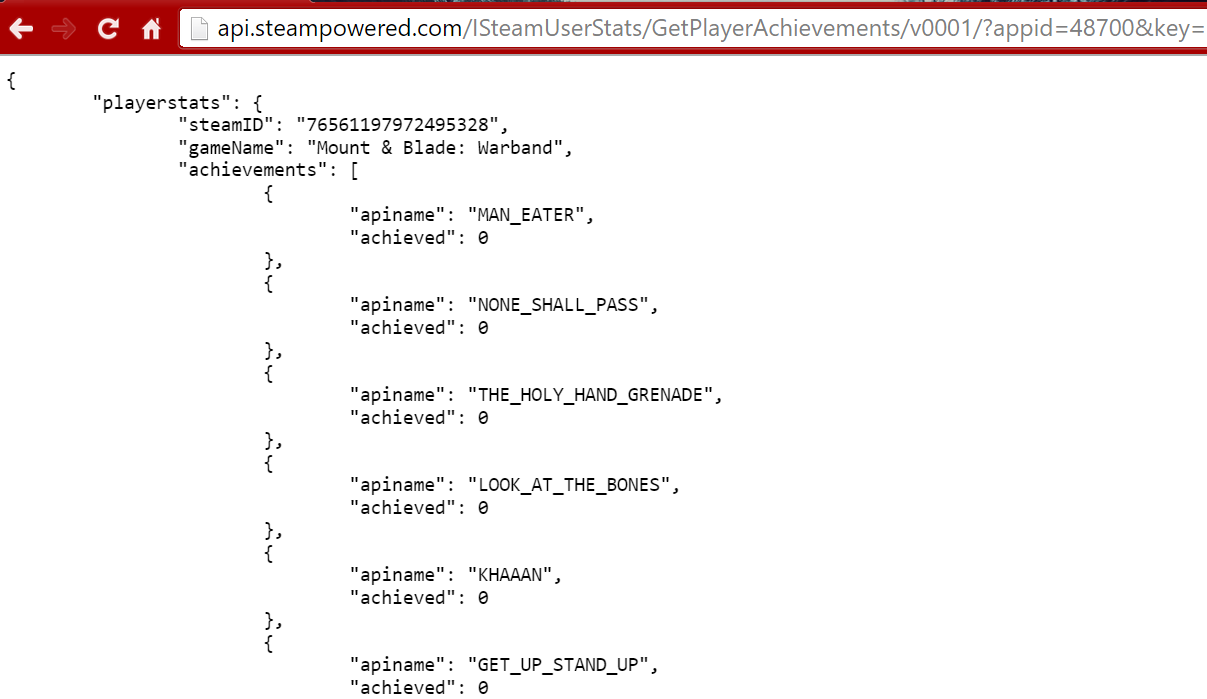 api.steampowered.com/ISteamUserStats/GetPlayerAchievements/v0001/?appid=48700&key=
{
"playerstats": {
"steamID": "76561197972495328",
"gameName": "Mount & Blade: Warband",
"achievements": [
{
"apiname": "MAN_EATER",
"achieved": 0
},
{
"apiname": "NONE_SHALL_PASS",
"achieved": 0
},
{
"apiname": "THE_HOLY_HAND_GRENADE",
"achieved": 0
},
{
"apiname": "LOOK_AT_THE_BONES",
"achieved": 0
},
{
"apiname": "KHAAAN",
"achieved": 0
},
{
"apiname": "GET_UP_STAND_UP",
"achieved": 0